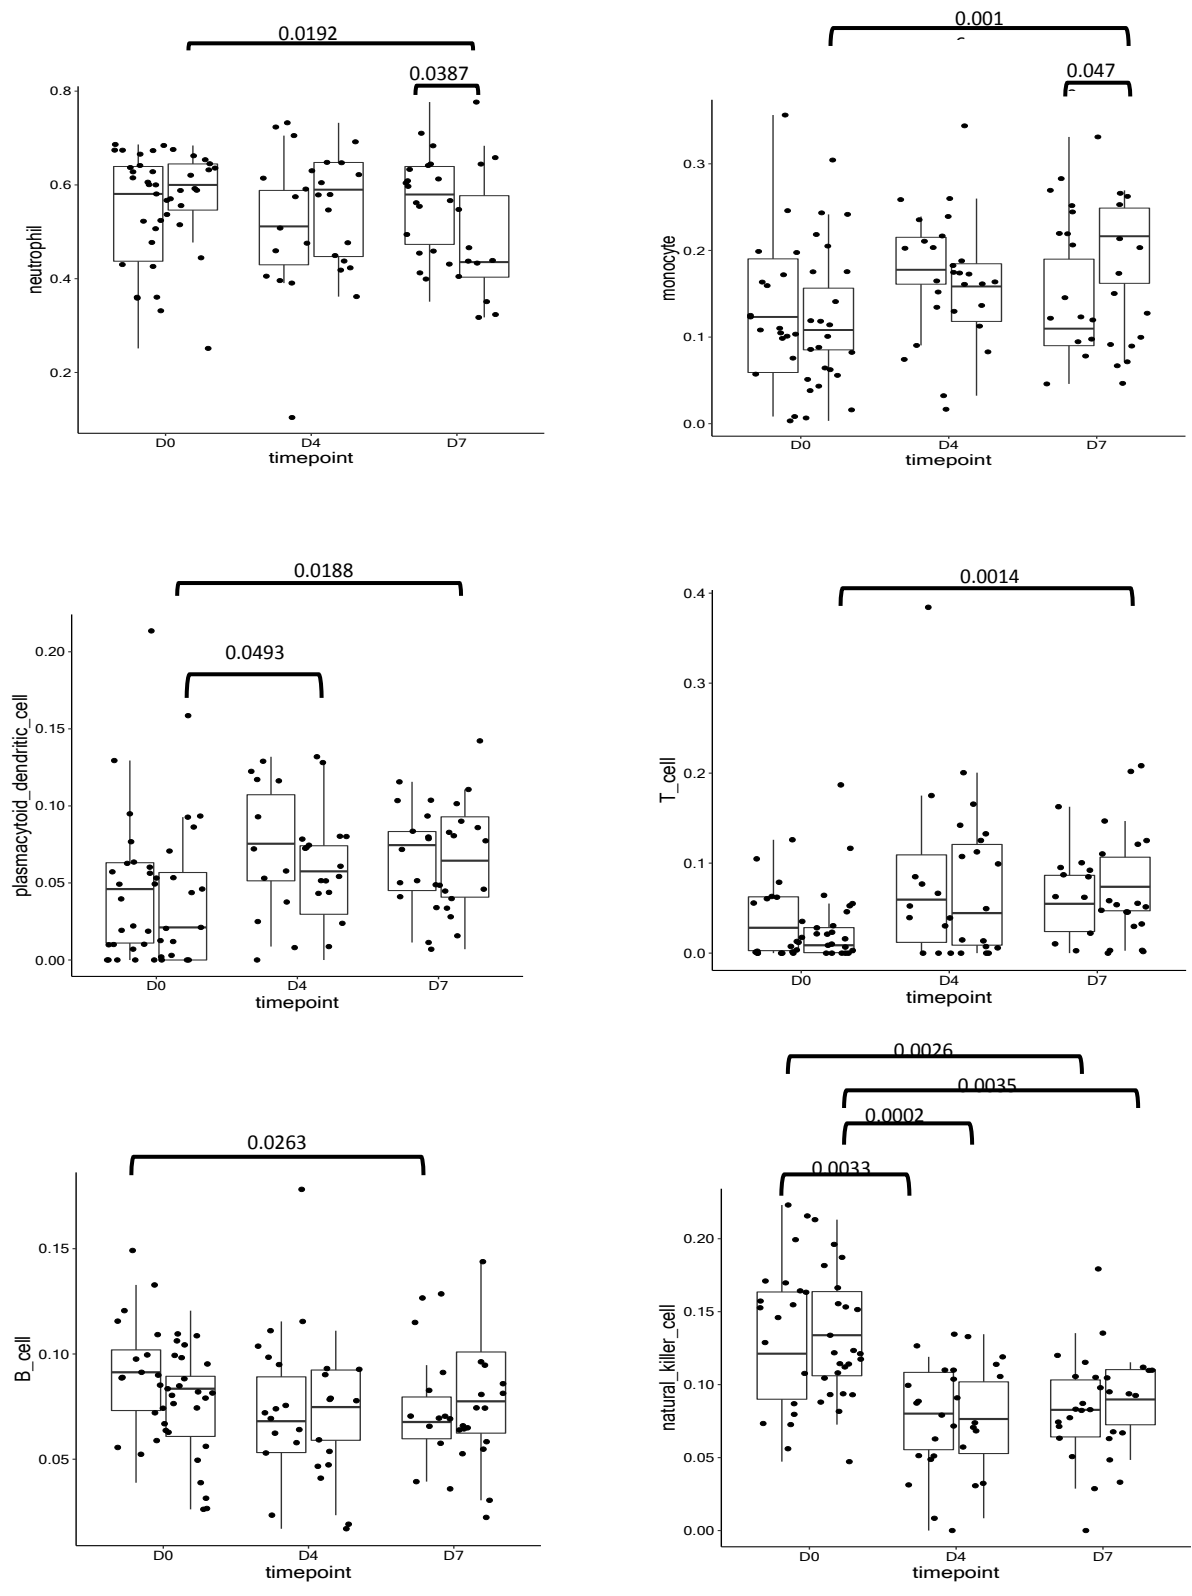 0.0192
0.0387
0.8
0.6
0.4
0.2
neutrophil
D0 D4 D7
timepoint
0.001
0.047
0.3
0.2
0.1
0.0
monocyte
D0 D4 D7
timepoint
0.0188
0.0493
0.20
0.15
0.10
0.05
0.00
plasmacytoid_dendritic_cell
D0 D4 D7
timepoint
0.0014
0.4
0.3
0.2
0.1
0.0
T_cell
D0 D4 D7
timepoint
0.0263
0.15
0.10
0.05
B_cell
D0 D4 D7
timepoint
0.0026
0.0035
0.0002
0.0033
0.20
0.15
0.10
0.05
0.00
natural_killer_cell
D0 D4 D7
timepoint